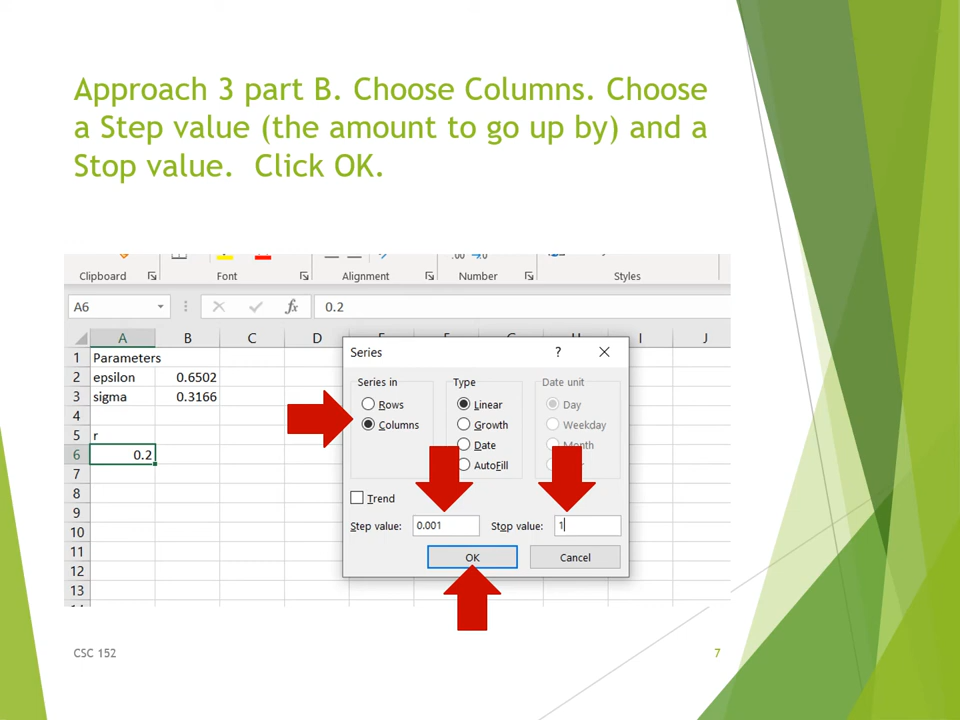 Approach 3 part B. Choose Columns. Choose
a Step value (the amount to go up by) and a
Stop value. Click OK.
Clipboard Font Alignment Number Styles
A6 fx 0.2
A B C D I J
1 Parameters
2 epsilon 0.6502
3 sigma 0.3166
4
5 r
6 0.2
7
8
9
10
11
12
13
Series ? ×
Series in Type Date unit
Rows Linear Day
Columns Growth Weekday
Date Month
AutoFill
Trend
Step value: 0.001 Stop value: 1
OK Cancel
CSC 152
7